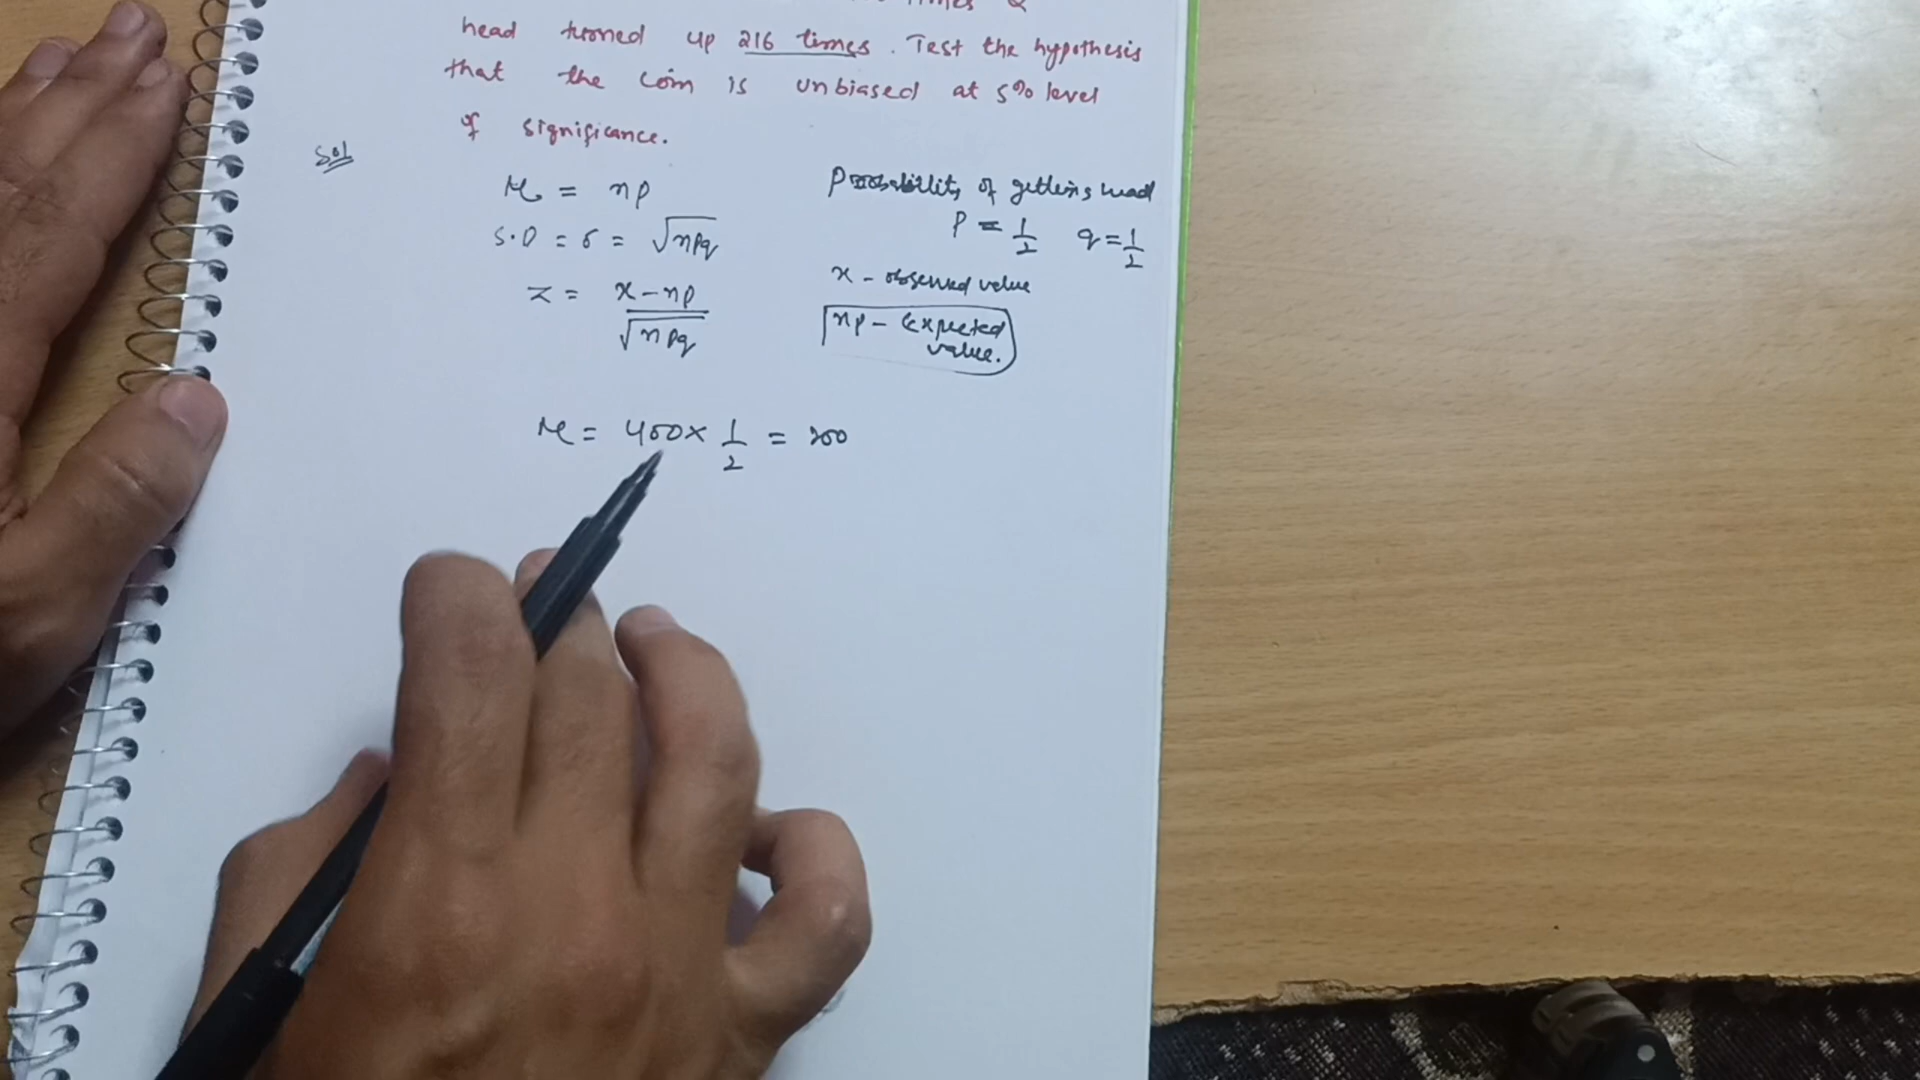 head turned up 216 times. Test the hypothesis
that the coin is unbiased at 5% level
of significance.
Sol
μ = np
Probability of getting head
S.D = σ = √npq
P = 1/2 q = 1/2
z = x - np / √npq
x - observed value
np - Expected value.
μ = 400 × 1/2 = 200